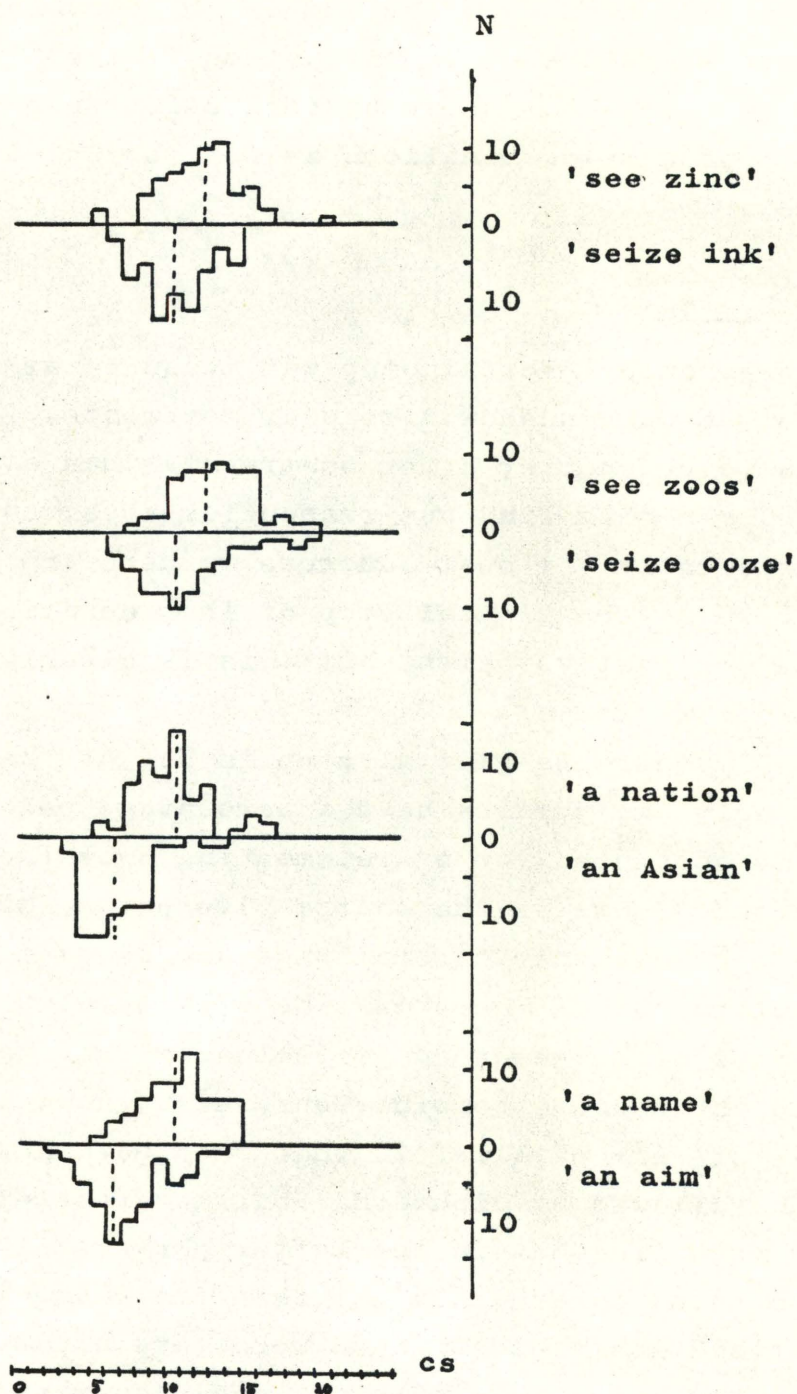 N
10
'see zinc'
0
'seize ink'
10
10
'see zoos'
0
'seize ooze'
10
10
'a nation'
0
'an Asian'
10
10
'a name'
0
'an aim'
10
cs
0 5 10 15 20